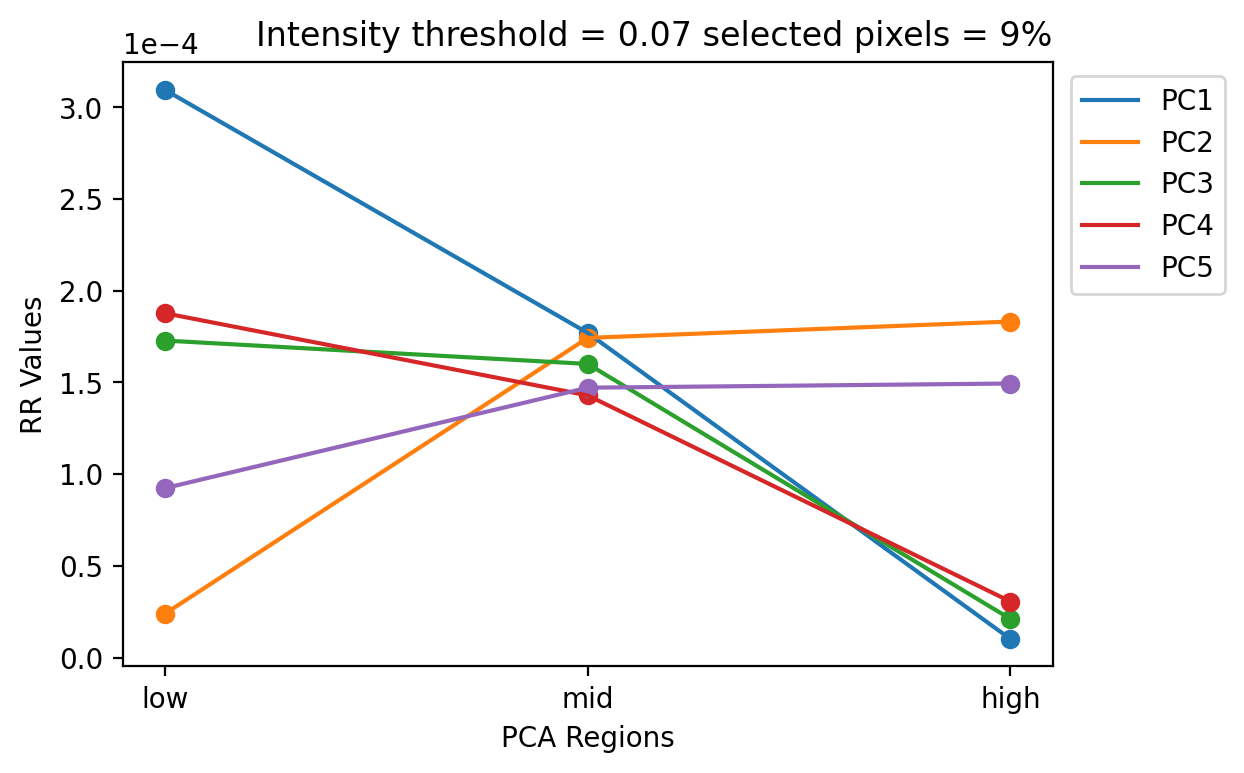 Intensity threshold = 0.07 selected pixels = 9%
1e−4
3.0
2.5
2.0
1.5
1.0
0.5
0.0
RR Values
low mid high
PCA Regions
PC1
PC2
PC3
PC4
PC5